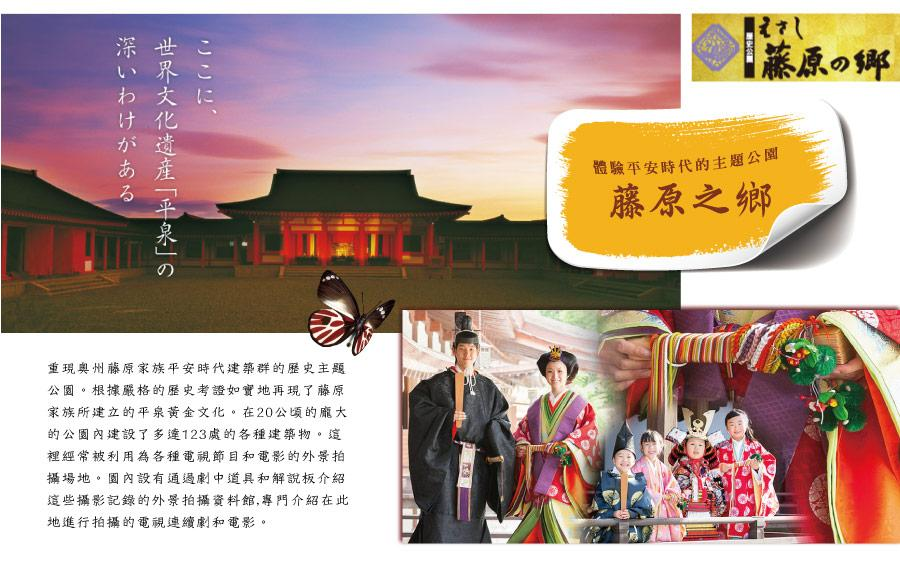 ここに、
世界文化遺産「平泉」の
深いわけがある
歴史公園
えさし
藤原の郷
體驗平安時代的主題公園
藤原之鄉
重現奧州藤原家族平安時代建築群的歷史主題
公園。根據嚴格的歷史考證如實地再現了藤原
家族所建立的平泉黃金文化。在20公頃的龐大
的公園內建設了多達123處的各種建築物。這
裡經常被利用為各種電視節目和電影的外景拍
攝場地。園內設有通過劇中道具和解說板介紹
這些攝影記錄的外景拍攝資料館,專門介紹在此
地進行拍攝的電視連續劇和電影。